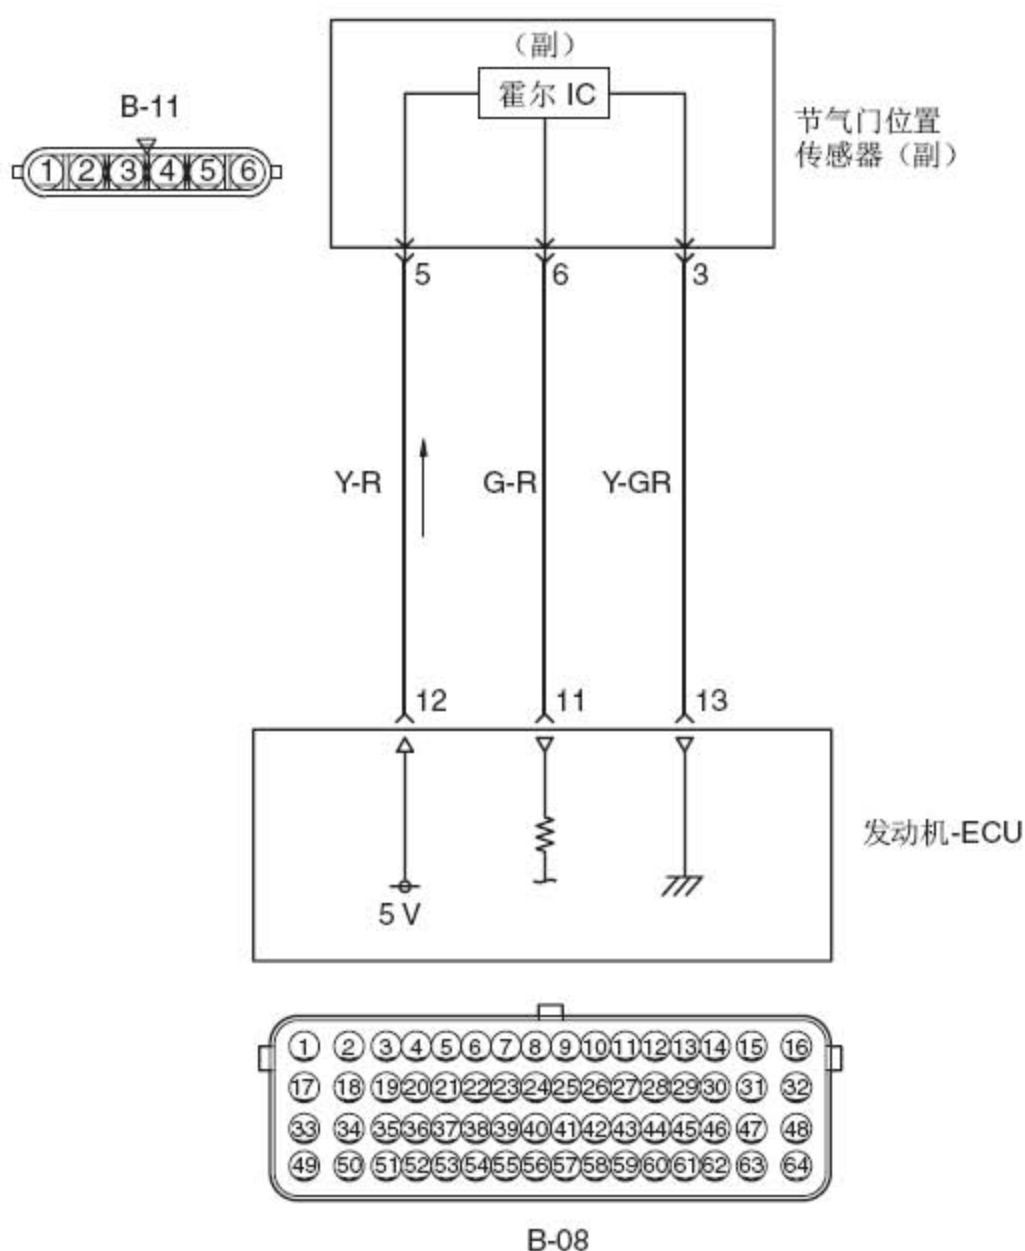 （副）
霍尔 IC
B-11
节气门位置
传感器（副）
1 2 3 4 5 6
5 6 3
Y-R G-R Y-GR
12 11 13
发动机-ECU
5 V
1 2 3 4 5 6 7 8 9 10 11 12 13 14 15 16
17 18 19 20 21 22 23 24 25 26 27 28 29 30 31 32
33 34 35 36 37 38 39 40 41 42 43 44 45 46 47 48
49 50 51 52 53 54 55 56 57 58 59 60 61 62 63 64
B-08